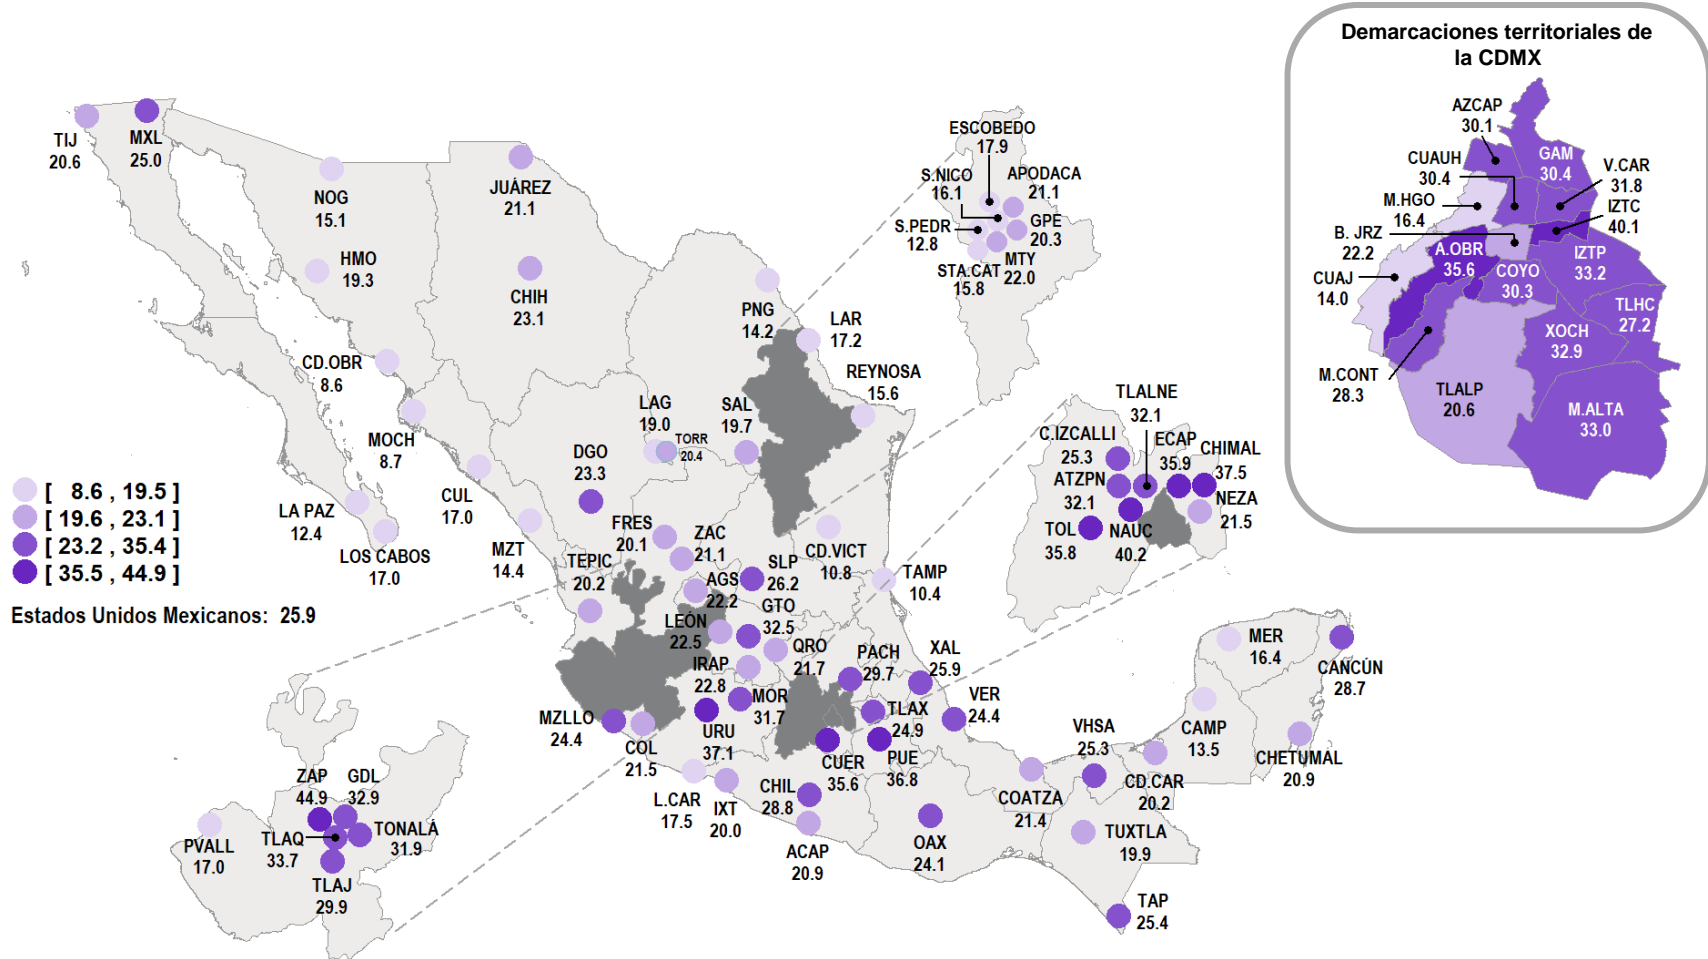 Demarcaciones territoriales de
la CDMX
AZCAP
30.1
CUAUH
30.4
GAM
30.4
V.CAR
31.8
M.HGO
16.4
IZTC
40.1
B. JRZ
22.2
A.OBR
35.6
IZTP
33.2
CUAJ
14.0
COYO
30.3
TLHC
27.2
XOCH
32.9
M.CONT
28.3
TLALP
20.6
M.ALTA
33.0
TIJ
20.6
MXL
25.0
NOG
15.1
JUÁREZ
21.1
HMO
19.3
CHIH
23.1
CD.OBR
8.6
MOCH
8.7
LA PAZ
12.4
LOS CABOS
17.0
CUL
17.0
MZT
14.4
DGO
23.3
LAG
19.0
TORR
20.4
SAL
19.7
PNG
14.2
LAR
17.2
REYNOSA
15.6
ESCOBEDO
17.9
S.NICO
16.1
APODACA
21.1
S.PEDR
12.8
GPE
20.3
MTY
22.0
STA.CAT
15.8
[ 8.6 , 19.5 ]
[ 19.6 , 23.1 ]
[ 23.2 , 35.4 ]
[ 35.5 , 44.9 ]
Estados Unidos Mexicanos: 25.9
FRES
20.1
ZAC
21.1
TEPIC
20.2
AGS
22.2
SLP
26.2
CD.VICT
10.8
TAMP
10.4
LEÓN
22.5
GTO
32.5
IRAP
22.8
QRO
21.7
PACH
29.7
XAL
25.9
MZLLO
24.4
COL
21.5
URU
37.1
MOR
31.7
TLAX
24.9
VER
24.4
CUER
35.6
PUE
36.8
L.CAR
17.5
IXT
20.0
CHIL
28.8
ACAP
20.9
OAX
24.1
COATZA
21.4
VHSA
25.3
CD.CAR
20.2
TUXTLA
19.9
TAP
25.4
CAMP
13.5
MER
16.4
CANCÚN
28.7
CHETUMAL
20.9
TLALNE
32.1
C.IZCALLI
25.3
ECAP
35.9
CHIMAL
37.5
ATZPN
32.1
NEZA
21.5
TOL
35.8
NAUC
40.2
ZAP
44.9
GDL
32.9
PVALL
17.0
TLAQ
33.7
TONALÁ
31.9
TLAJ
29.9